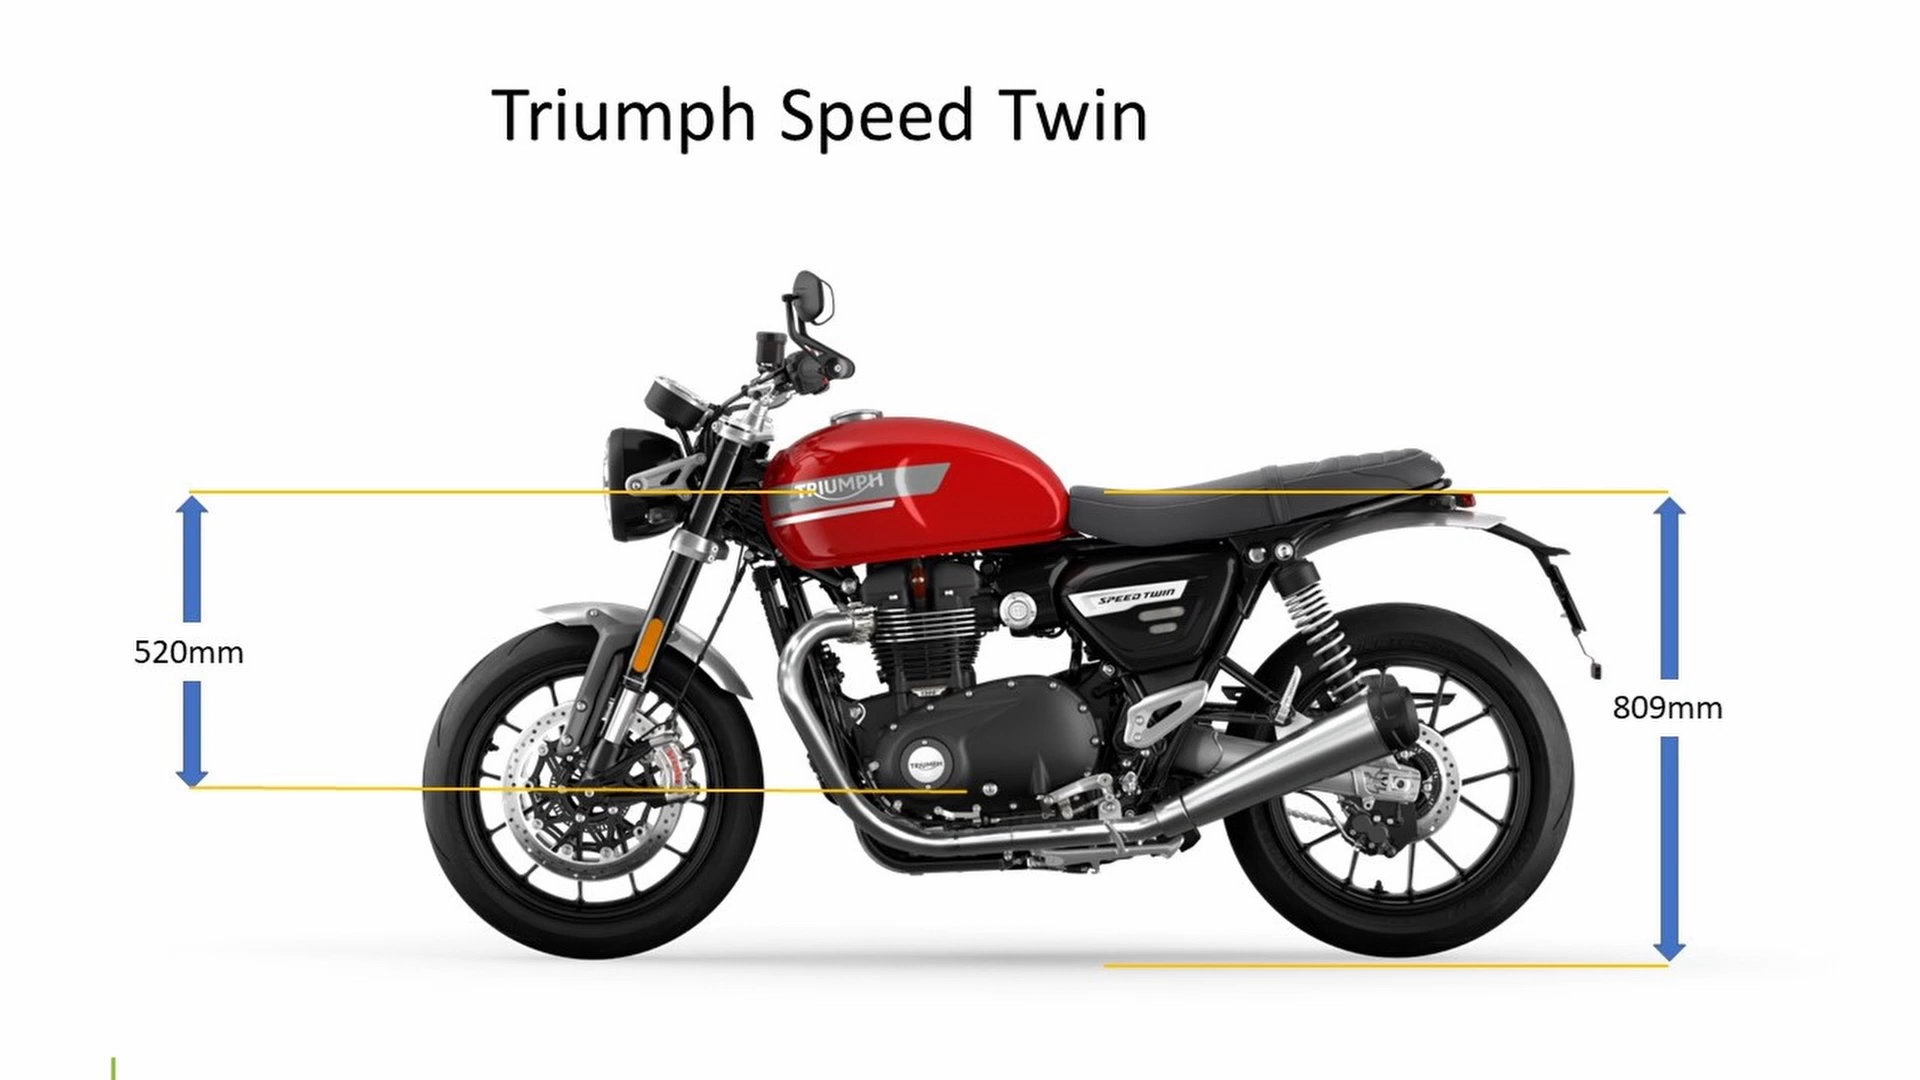 Triumph Speed Twin
TRIUMPH
SPEED TWIN
520mm
809mm
TRIUMPH